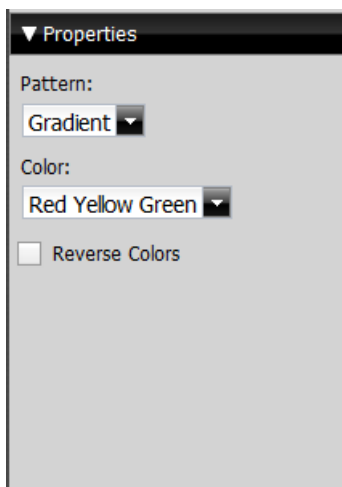 ▼ Properties
Pattern:
Gradient
Color:
Red Yellow Green
Reverse Colors